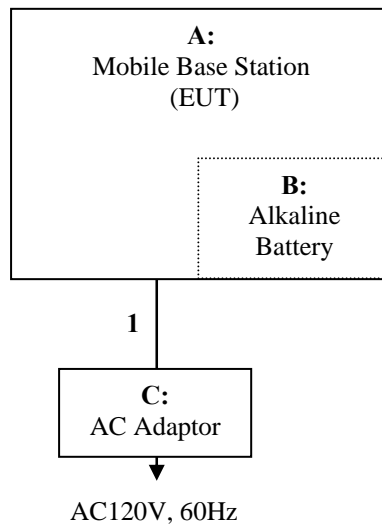 A:
Mobile Base Station
(EUT)
B:
Alkaline
Battery
1
C:
AC Adaptor
AC120V, 60Hz